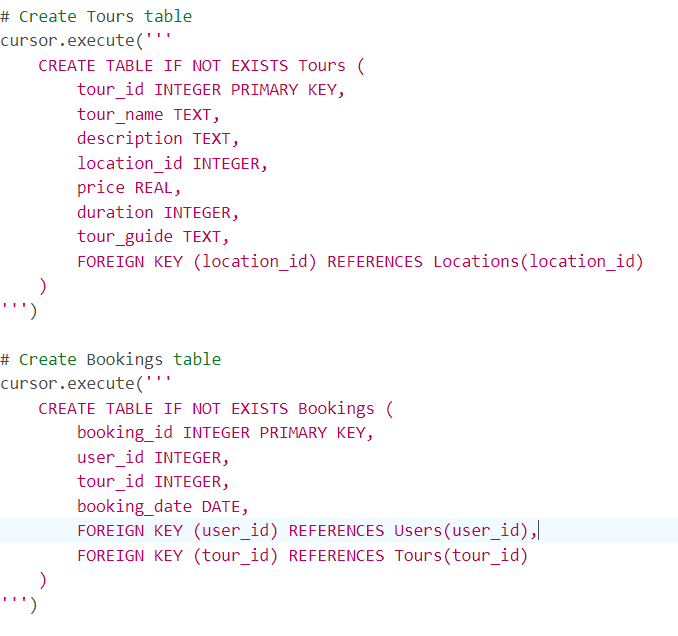 # Create Tours table
cursor.execute('''
    CREATE TABLE IF NOT EXISTS Tours (
        tour_id INTEGER PRIMARY KEY,
        tour_name TEXT,
        description TEXT,
        location_id INTEGER,
        price REAL,
        duration INTEGER,
        tour_guide TEXT,
        FOREIGN KEY (location_id) REFERENCES Locations(location_id)
    )
''')

# Create Bookings table
cursor.execute('''
    CREATE TABLE IF NOT EXISTS Bookings (
        booking_id INTEGER PRIMARY KEY,
        user_id INTEGER,
        tour_id INTEGER,
        booking_date DATE,
        FOREIGN KEY (user_id) REFERENCES Users(user_id),
        FOREIGN KEY (tour_id) REFERENCES Tours(tour_id)
    )
''')